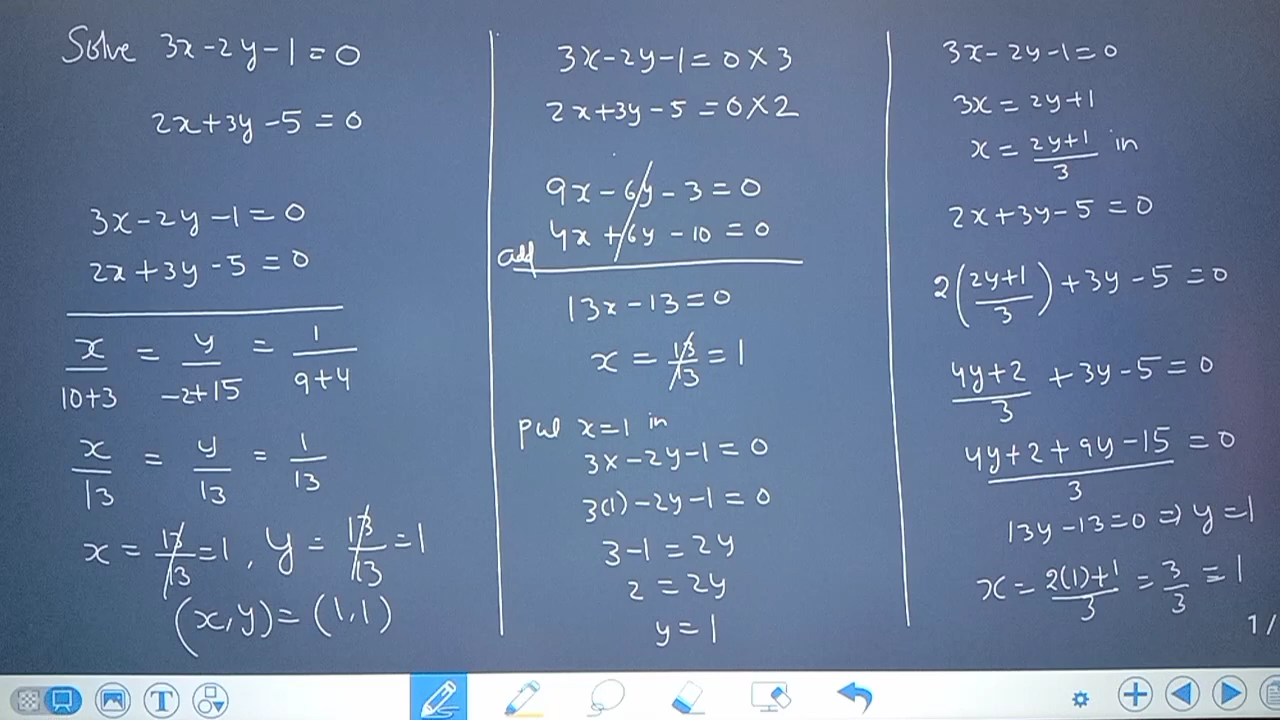 Solve 3x-2y-1=0
2x+3y-5=0
3x-2y-1=0
2x+3y-5=0
x/10+3 = y/-2+15 = 1/9+4
x/13 = y/13 = 1/13
x = 13/13 = 1, y = 13/13 = 1
(x,y) = (1,1)
3x-2y-1=0×3
2x+3y-5=0×2
9x-6y-3=0
add 4x+6y-10=0
13x-13=0
x = 13/13 = 1
put x=1 in
3x-2y-1=0
3(1)-2y-1=0
3-1=2y
2=2y
y=1
3x-2y-1=0
3x=2y+1
x = 2y+1/3 in
2x+3y-5=0
2(2y+1/3)+3y-5=0
4y+2/3 +3y-5=0
4y+2+9y-15/3 =0
13y-13=0 ⇒ y=1
x = 2(1)+1/3 = 3/3 = 1
1/
T